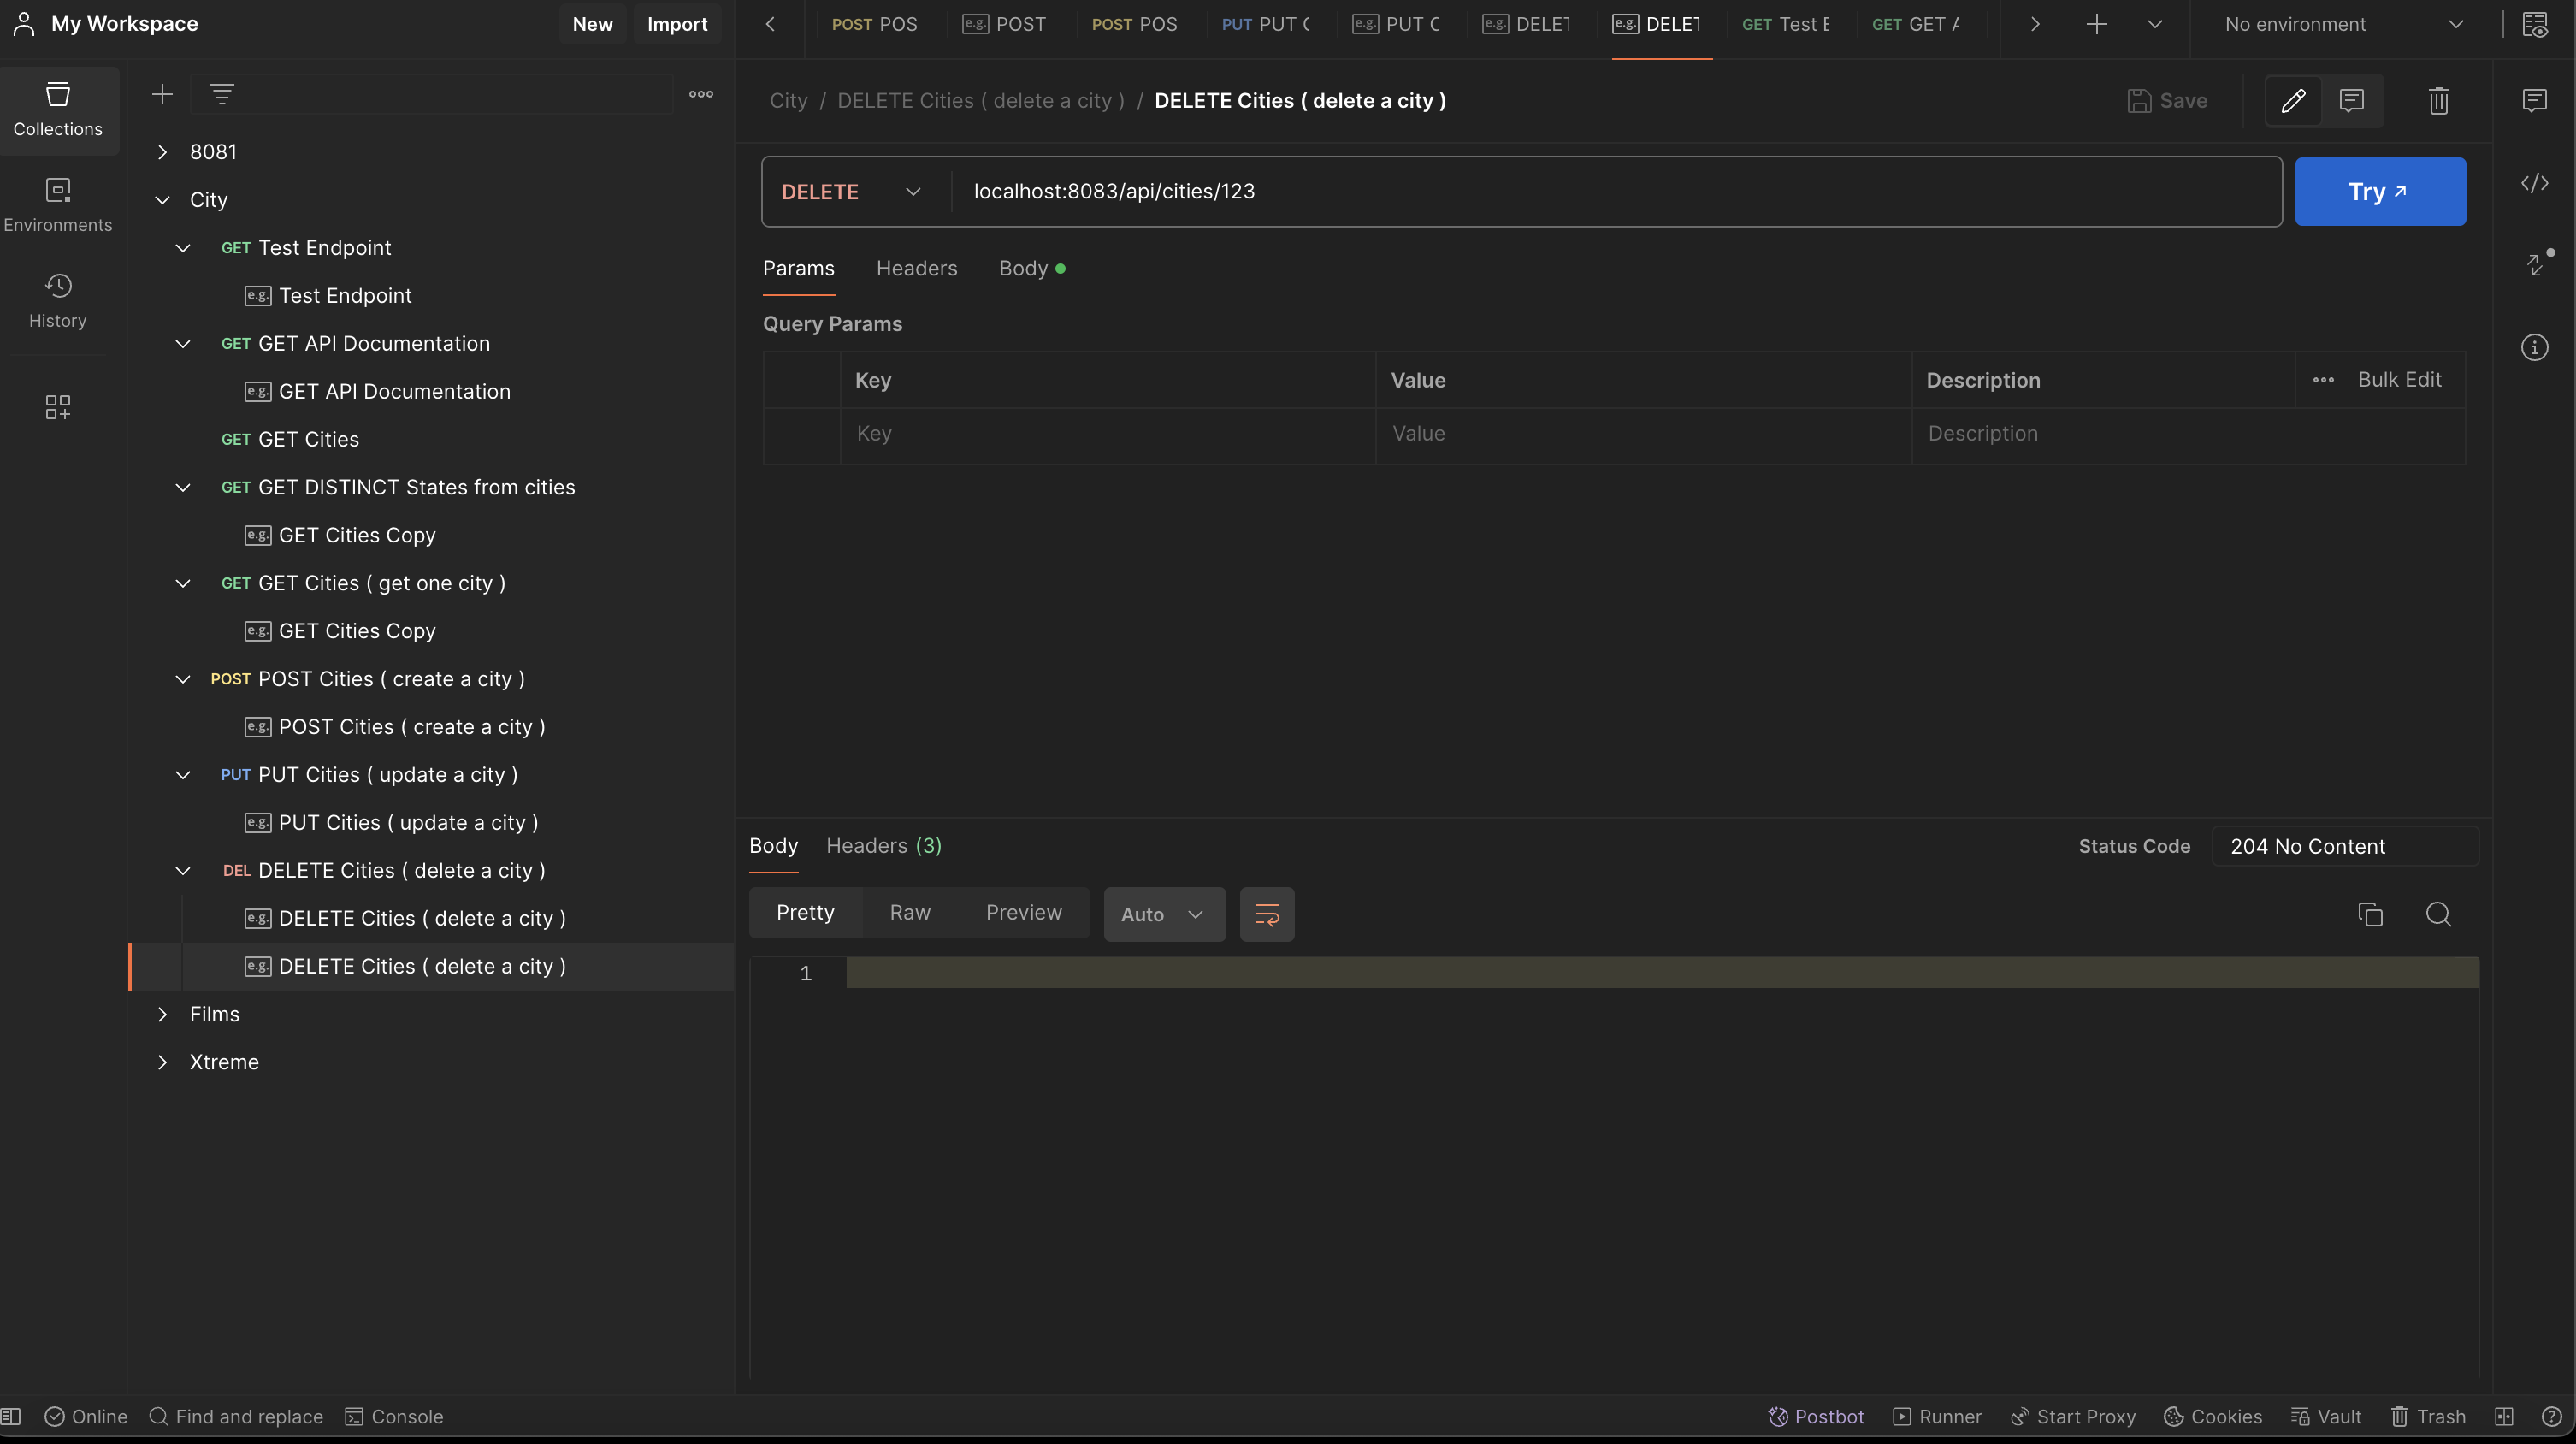 My Workspace
New
Import
POST POS
e.g. POST
POST POS
PUT PUT C
e.g. PUT C
e.g. DELET
e.g. DELET
GET Test E
GET GET A
No environment
Collections
Environments
History
8081
City
GET Test Endpoint
e.g. Test Endpoint
GET GET API Documentation
e.g. GET API Documentation
GET GET Cities
GET GET DISTINCT States from cities
e.g. GET Cities Copy
GET GET Cities ( get one city )
e.g. GET Cities Copy
POST POST Cities ( create a city )
e.g. POST Cities ( create a city )
PUT PUT Cities ( update a city )
e.g. PUT Cities ( update a city )
DEL DELETE Cities ( delete a city )
e.g. DELETE Cities ( delete a city )
e.g. DELETE Cities ( delete a city )
Films
Xtreme
City / DELETE Cities ( delete a city ) / DELETE Cities ( delete a city )
Save
DELETE
localhost:8083/api/cities/123
Try
Params
Headers
Body
Query Params
Key
Value
Description
Bulk Edit
Key
Value
Description
Body
Headers (3)
Status Code
204 No Content
Pretty
Raw
Preview
Auto
1
Online
Find and replace
Console
Postbot
Runner
Start Proxy
Cookies
Vault
Trash